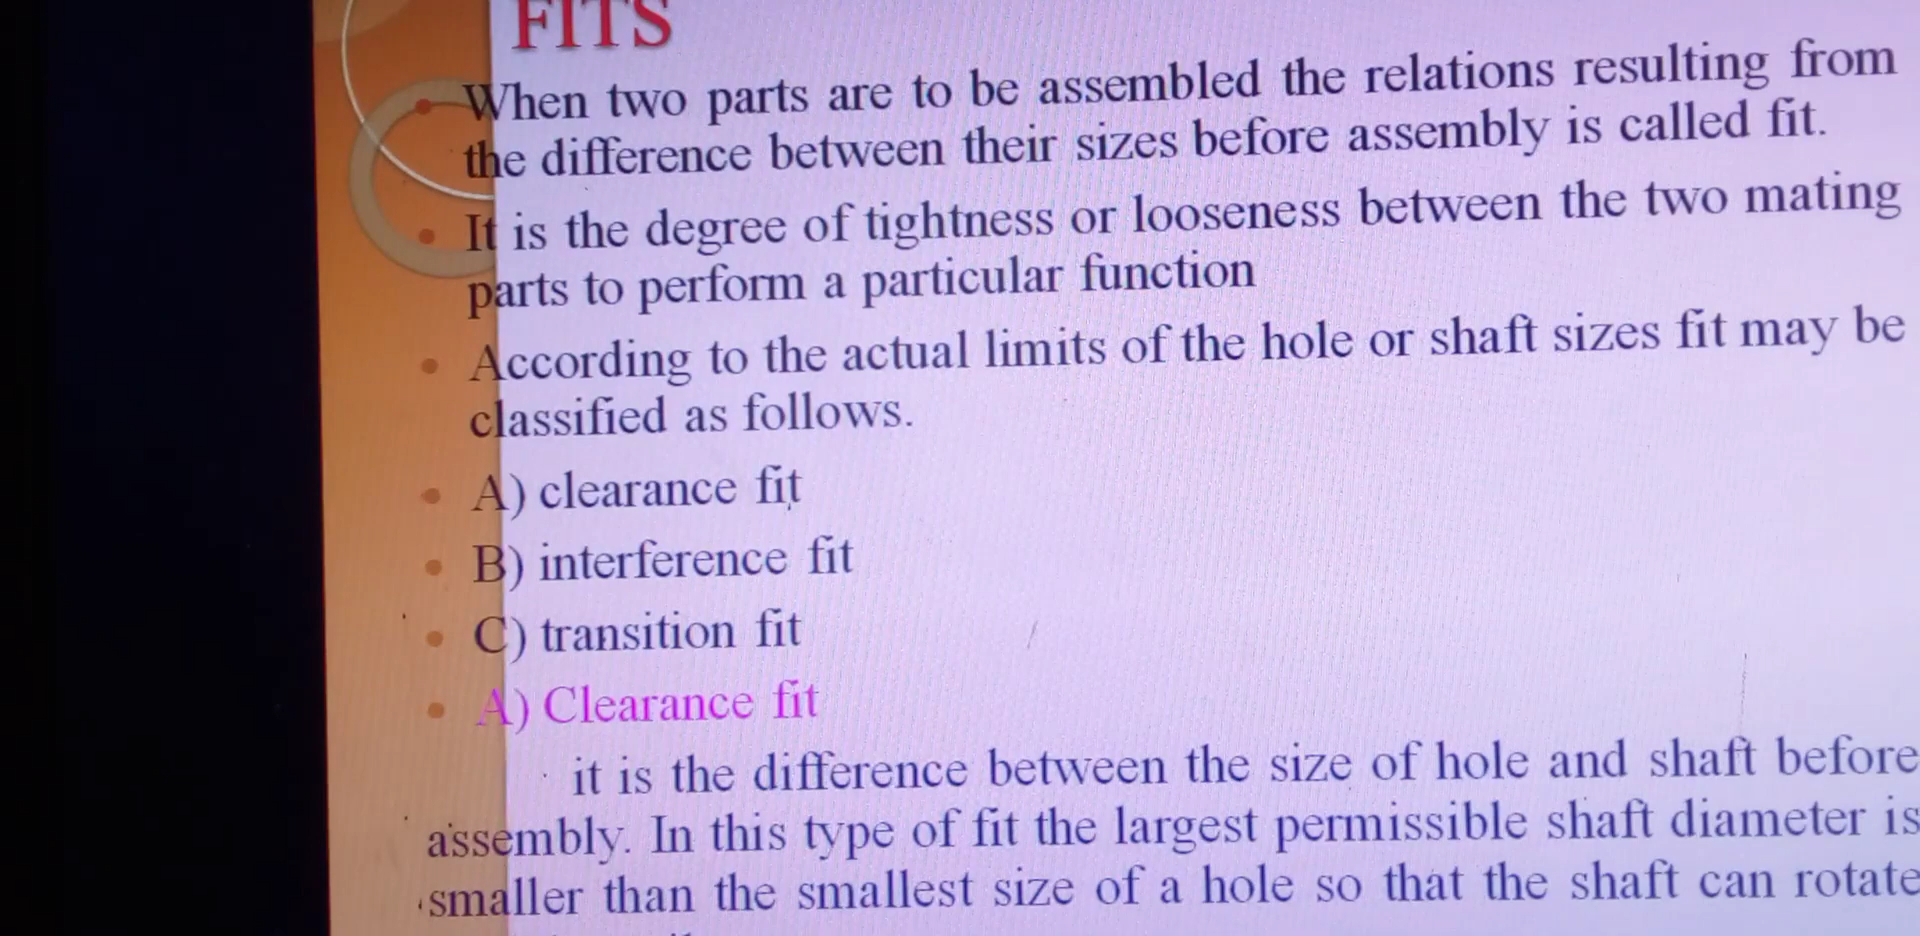 FITS
When two parts are to be assembled the relations resulting from
the difference between their sizes before assembly is called fit.
It is the degree of tightness or looseness between the two mating
parts to perform a particular function
According to the actual limits of the hole or shaft sizes fit may be
classified as follows.
A) clearance fit
B) interference fit
C) transition fit
A) Clearance fit
it is the difference between the size of hole and shaft before
assembly. In this type of fit the largest permissible shaft diameter is
smaller than the smallest size of a hole so that the shaft can rotate